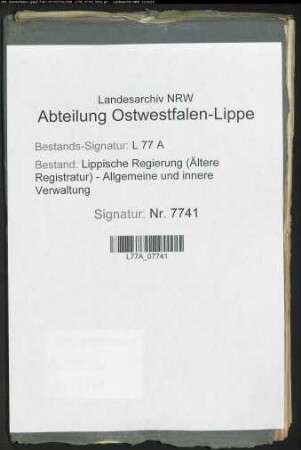 Landesarchiv NRW
Abteilung Ostwestfalen-Lippe
Bestands-Signatur: L 77 A
Bestand: Lippische Regierung (Ältere
Registratur) - Allgemeine und innere
Verwaltung
Signatur: Nr. 7741
L77A_07741